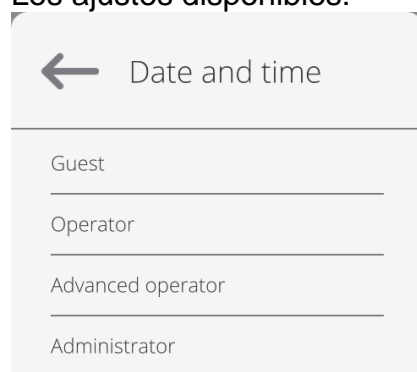 Los ajustes disponibles:
Date and time
Guest
Operator
Advanced operator
Administrator